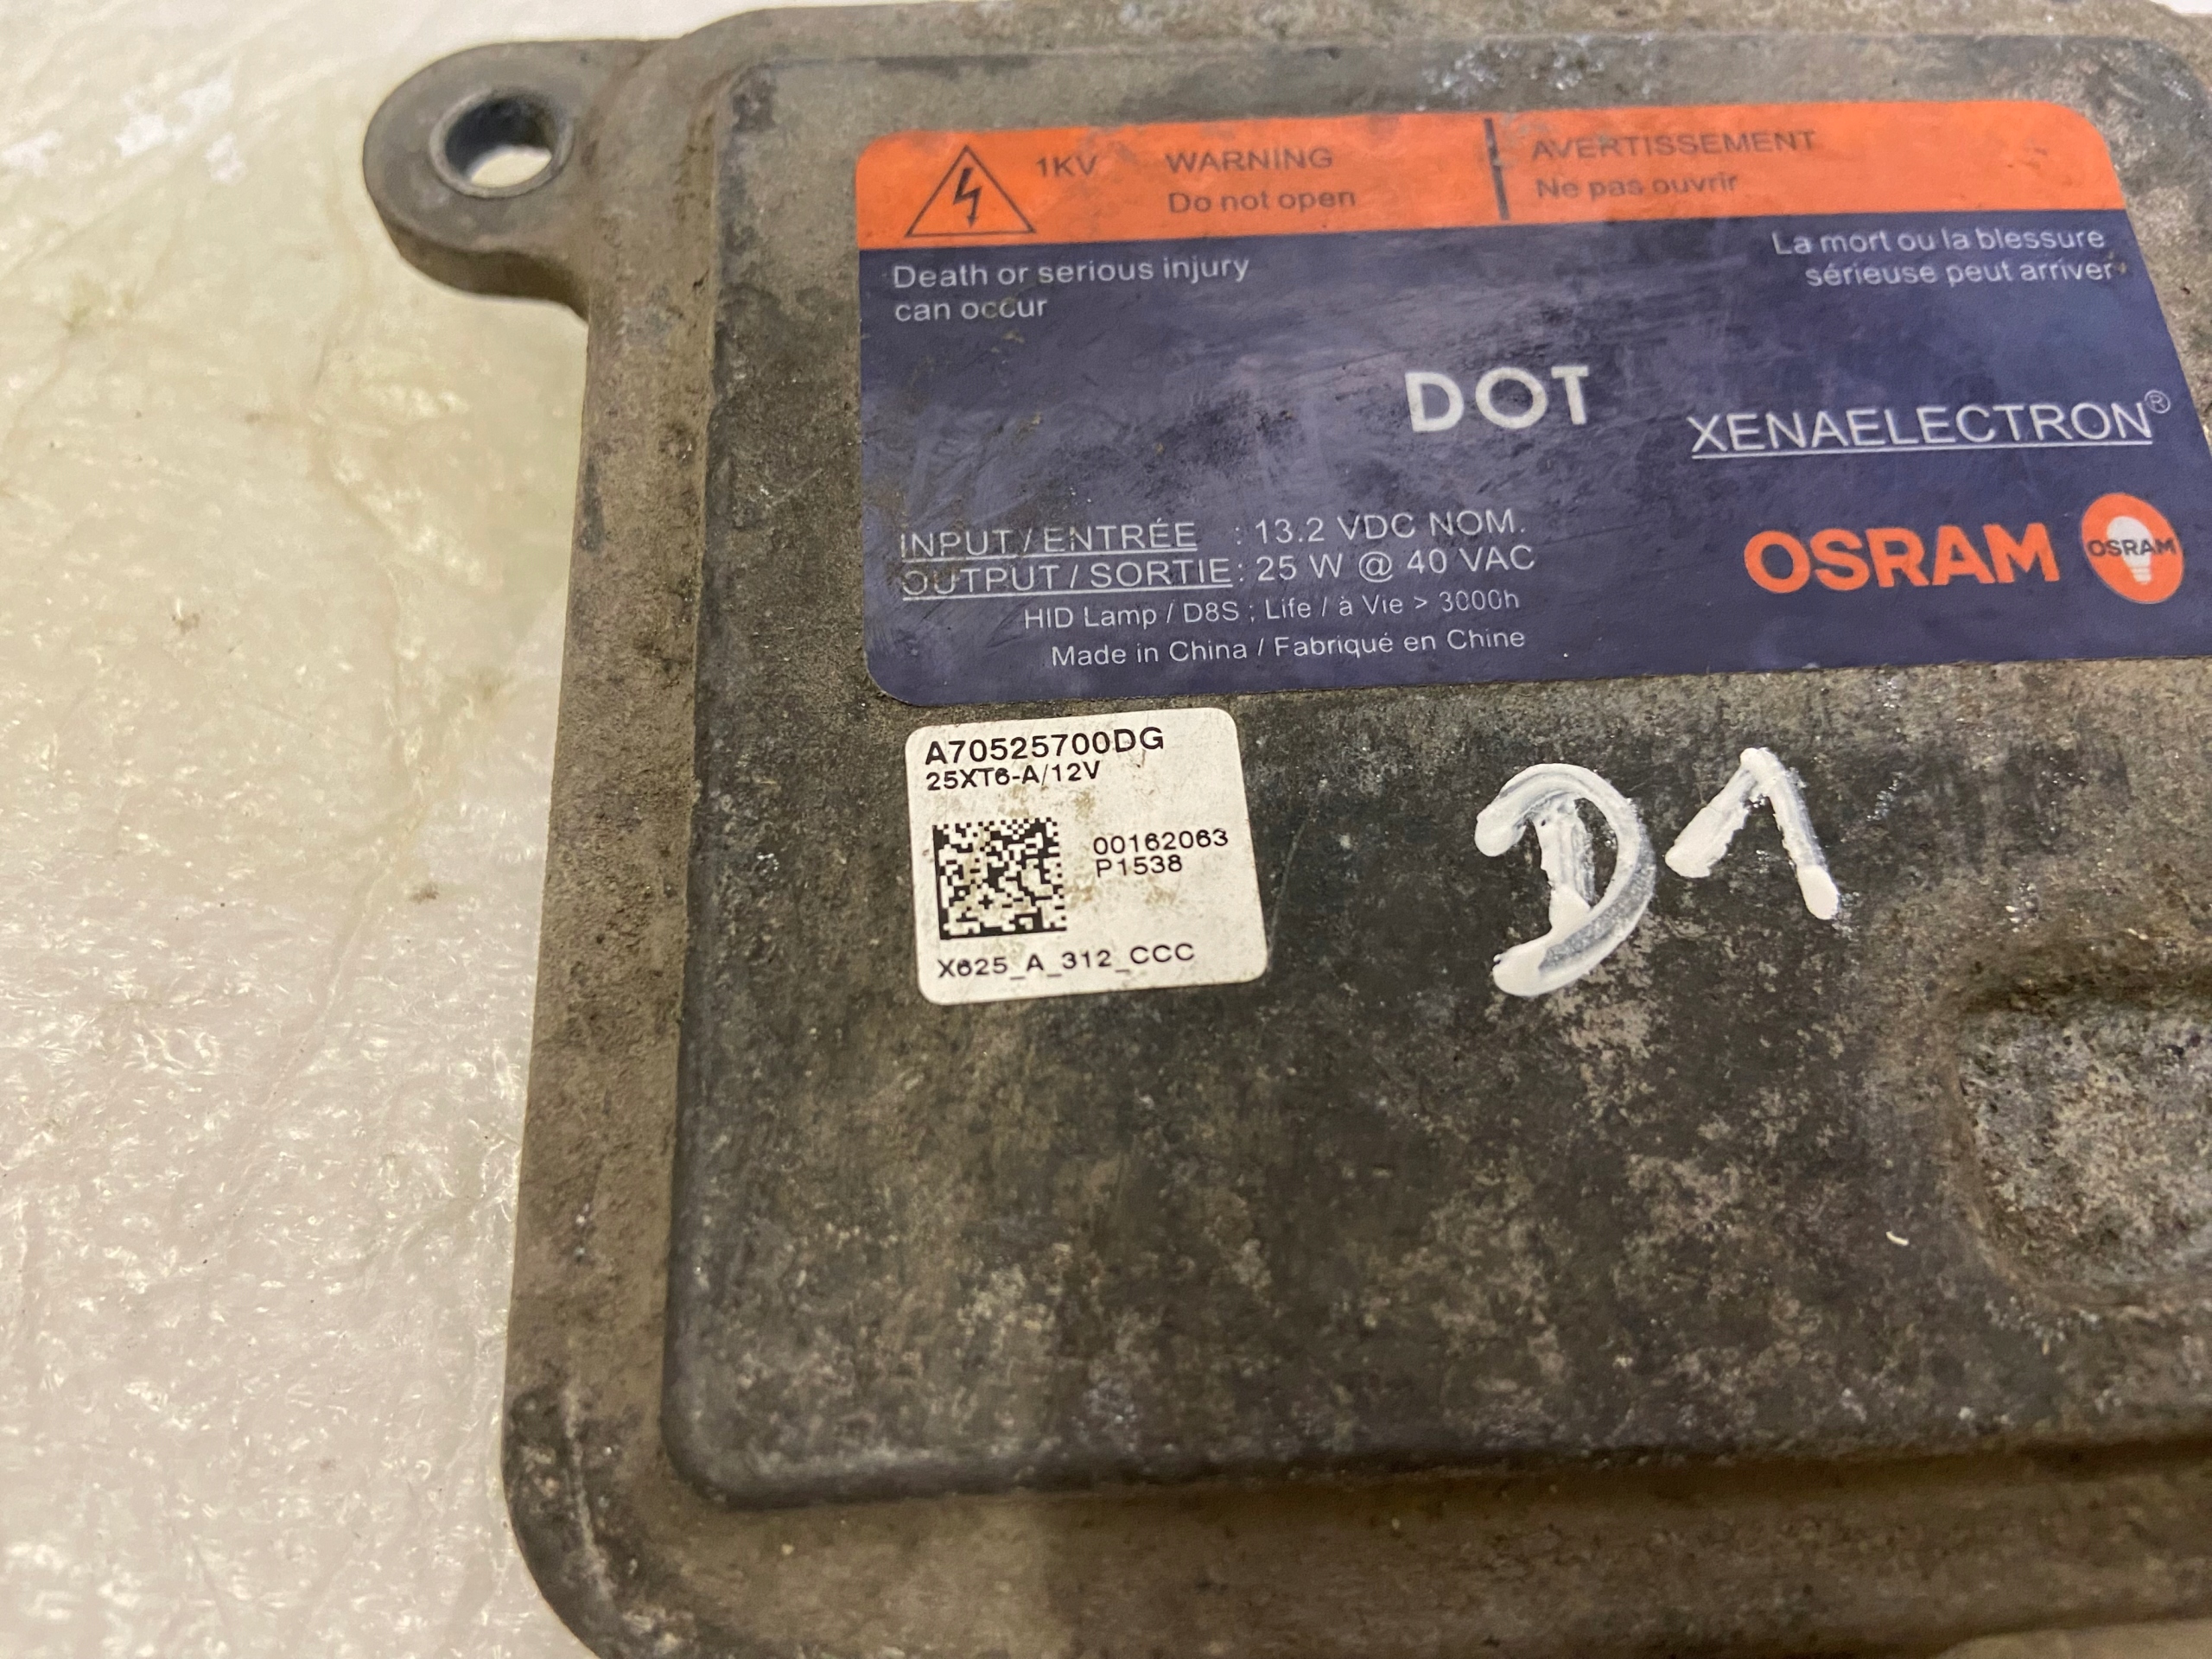 1KV WARNING
Do not open
AVERTISSEMENT
Ne pas ouvrir
Death or serious injury
can occur
La mort ou la blessure
sérieuse peut arriver
DOT
XENAELECTRON®
INPUT / ENTRÉE : 13.2 VDC NOM.
OUTPUT / SORTIE : 25 W @ 40 VAC
HID Lamp / D8S ; Life / à Vie > 3000h
Made in China / Fabriqué en Chine
OSRAM
OSRAM
A70525700DG
25XT6-A/12V
00162063
P1538
X625_A_312_CCC
D1